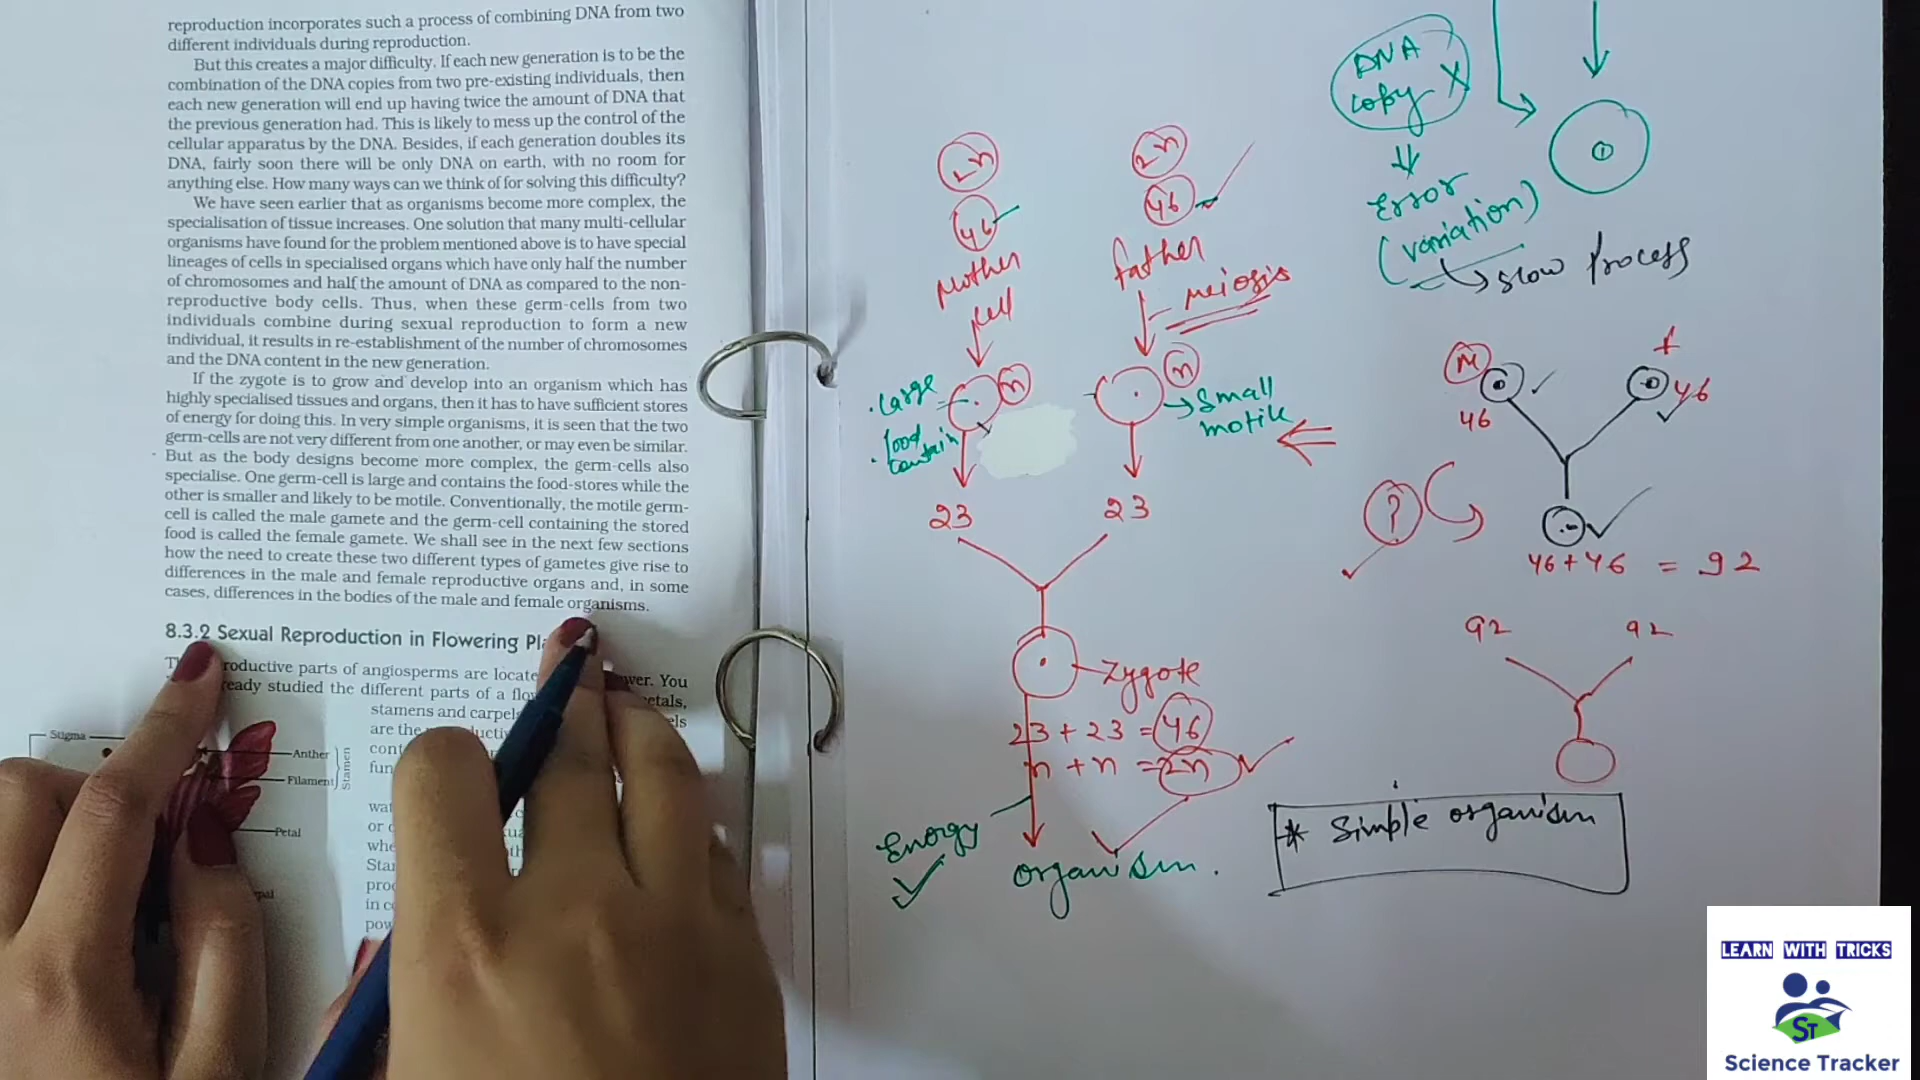 reproduction incorporates such a process of combining DNA from two
different individuals during reproduction.
But this creates a major difficulty. If each new generation is to be the
combination of the DNA copies from two pre-existing individuals, then
each new generation will end up having twice the amount of DNA that
the previous generation had. This is likely to mess up the control of the
cellular apparatus by the DNA. Besides, if each generation doubles its
DNA, fairly soon there will be only DNA on earth, with no room for
anything else. How many ways can we think of for solving this difficulty?
We have seen earlier that as organisms become more complex, the
specialisation of tissue increases. One solution that many multi-cellular
organisms have found for the problem mentioned above is to have special
lineages of cells in specialised organs which have only half the number
of chromosomes and half the amount of DNA as compared to the non-
reproductive body cells. Thus, when these germ-cells from two
individuals combine during sexual reproduction to form a new
individual, it results in re-establishment of the number of chromosomes
and the DNA content in the new generation.
If the zygote is to grow and develop into an organism which has
highly specialised tissues and organs, then it has to have sufficient stores
of energy for doing this. In very simple organisms, it is seen that the two
germ-cells are not very different from one another, or may even be similar.
But as the body designs become more complex, the germ-cells also
specialise. One germ-cell is large and contains the food-stores while the
other is smaller and likely to be motile. Conventionally, the motile germ-
cell is called the male gamete and the germ-cell containing the stored
food is called the female gamete. We shall see in the next few sections
how the need to create these two different types of gametes give rise to
differences in the male and female reproductive organs and, in some
cases, differences in the bodies of the male and female organisms.
8.3.2 Sexual Reproduction in Flowering
parts of angiosperms are
You
studied the different parts of a
stamens and
are the
Stigma
Anther
Filament
Stamen
Petal
2n
2n
46
46
Mother
cell
father
meiosis
n
n
Large
food
contain
small
motile
23
23
zygote
23 + 23 = 46
n + n = 2n
Energy
organism.
DNA
copy X
Error
(variation)
slow process
M
46
46
?
46+46 = 92
92
92
* Simple organism
LEARN WITH TRICKS
ST
Science Tracker